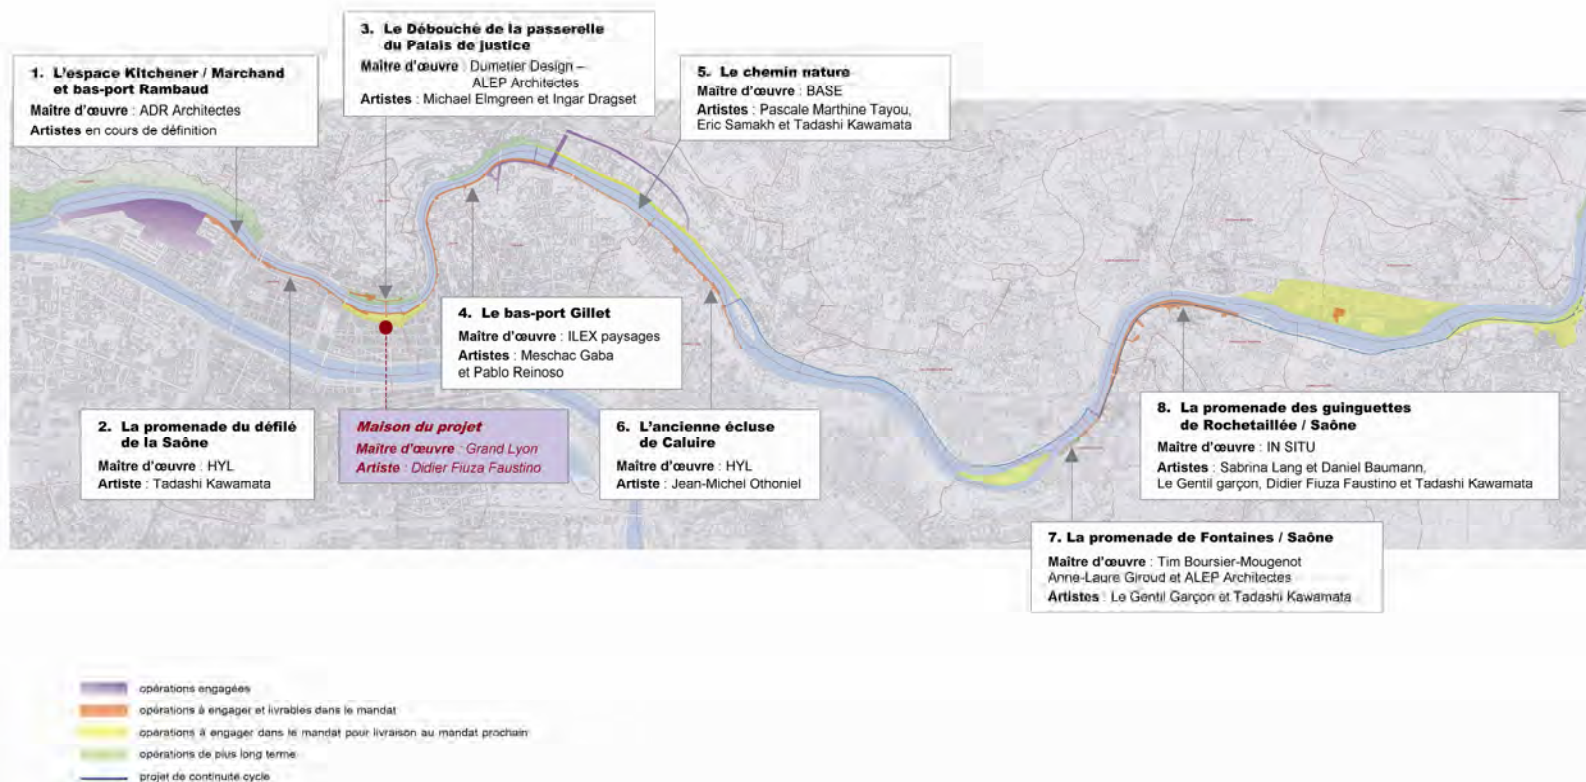 1. L'espace Kitchener / Marchand
et bas-port Rambaud
Maître d'œuvre : ADR Architectes
Artistes en cours de définition
3. Le Débouché de la passerelle
du Palais de justice
Maître d'œuvre : Dumetier Design –
ALEP Architectes
Artistes : Michael Elmgreen et Ingar Dragset
5. Le chemin nature
Maître d'œuvre : BASE
Artistes : Pascale Marthine Tayou,
Eric Samakh et Tadashi Kawamata
4. Le bas-port Gillet
Maître d'œuvre : ILEX paysages
Artistes : Meschac Gaba
et Pablo Reinoso
2. La promenade du défilé
de la Saône
Maître d'œuvre : HYL
Artiste : Tadashi Kawamata
Maison du projet
Maître d'œuvre : Grand Lyon
Artiste : Didier Fiuza Faustino
6. L'ancienne écluse
de Caluire
Maître d'œuvre : HYL
Artiste : Jean-Michel Othoniel
8. La promenade des guinguettes
de Rochetaillée / Saône
Maître d'œuvre : IN SITU
Artistes : Sabrina Lang et Daniel Baumann,
Le Gentil garçon, Didier Fiuza Faustino et Tadashi Kawamata
7. La promenade de Fontaines / Saône
Maître d'œuvre : Tim Boursier-Mougenot
Anne-Laure Giroud et ALEP Architectes
Artistes : Le Gentil Garçon et Tadashi Kawamata
opérations engagées
opérations à engager et livrables dans le mandat
opérations à engager dans le mandat pour livraison au mandat prochain
opérations de plus long terme
projet de continuité cycle